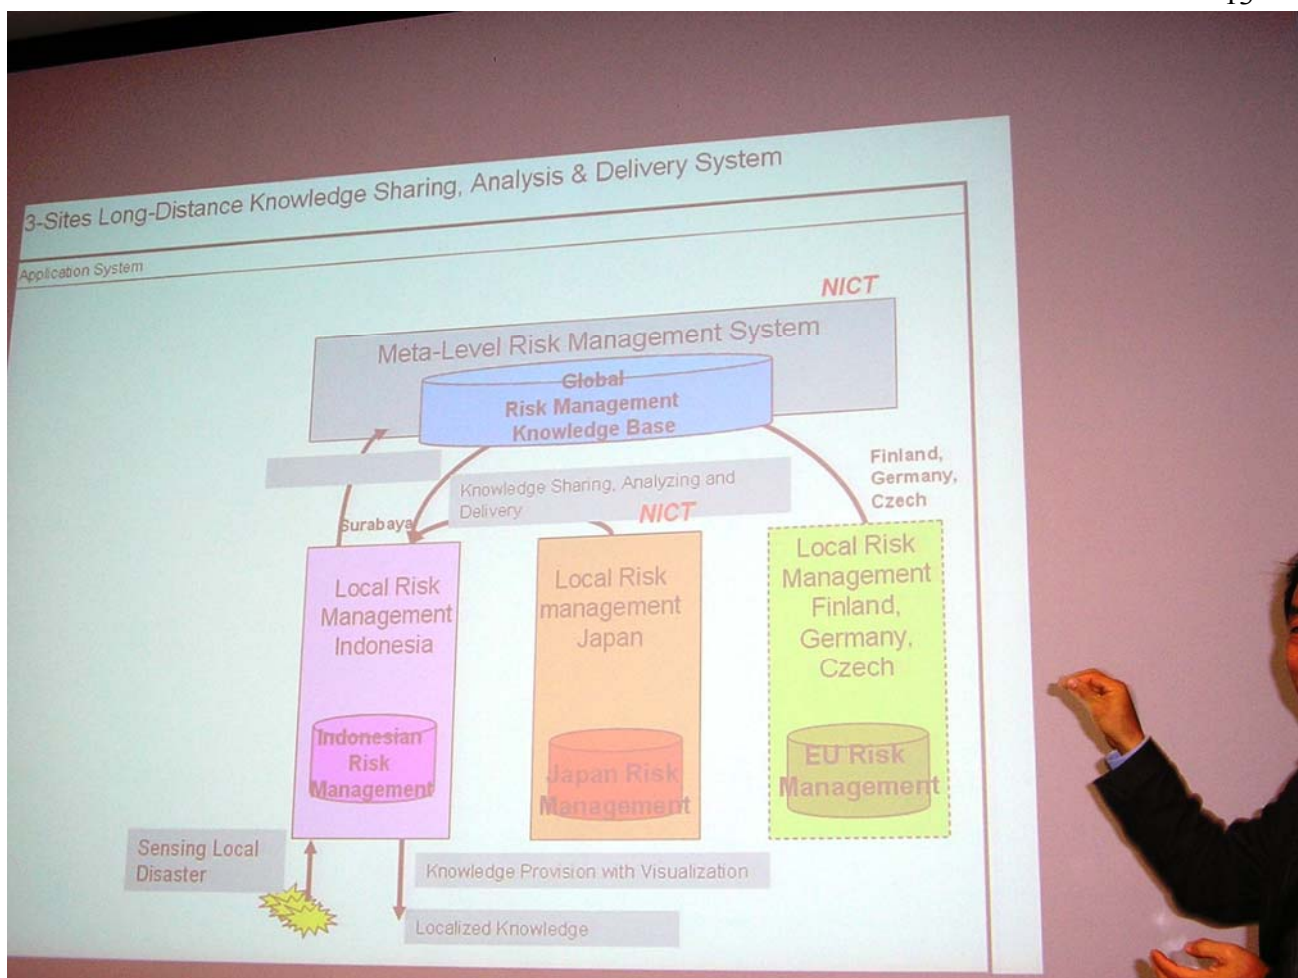 3-Sites Long-Distance Knowledge Sharing, Analysis & Delivery System
Application System
NICT
Meta-Level Risk Management System
Global
Risk Management
Knowledge Base
Finland,
Germany,
Czech
Knowledge Sharing, Analyzing and
Delivery
NICT
Surabaya
Local Risk
Management
Indonesia
Local Risk
management
Japan
Local Risk
Management
Finland,
Germany,
Czech
Indonesian
Risk
Management
Japan Risk
Management
EU Risk
Management
Sensing Local
Disaster
Knowledge Provision with Visualization
Localized Knowledge